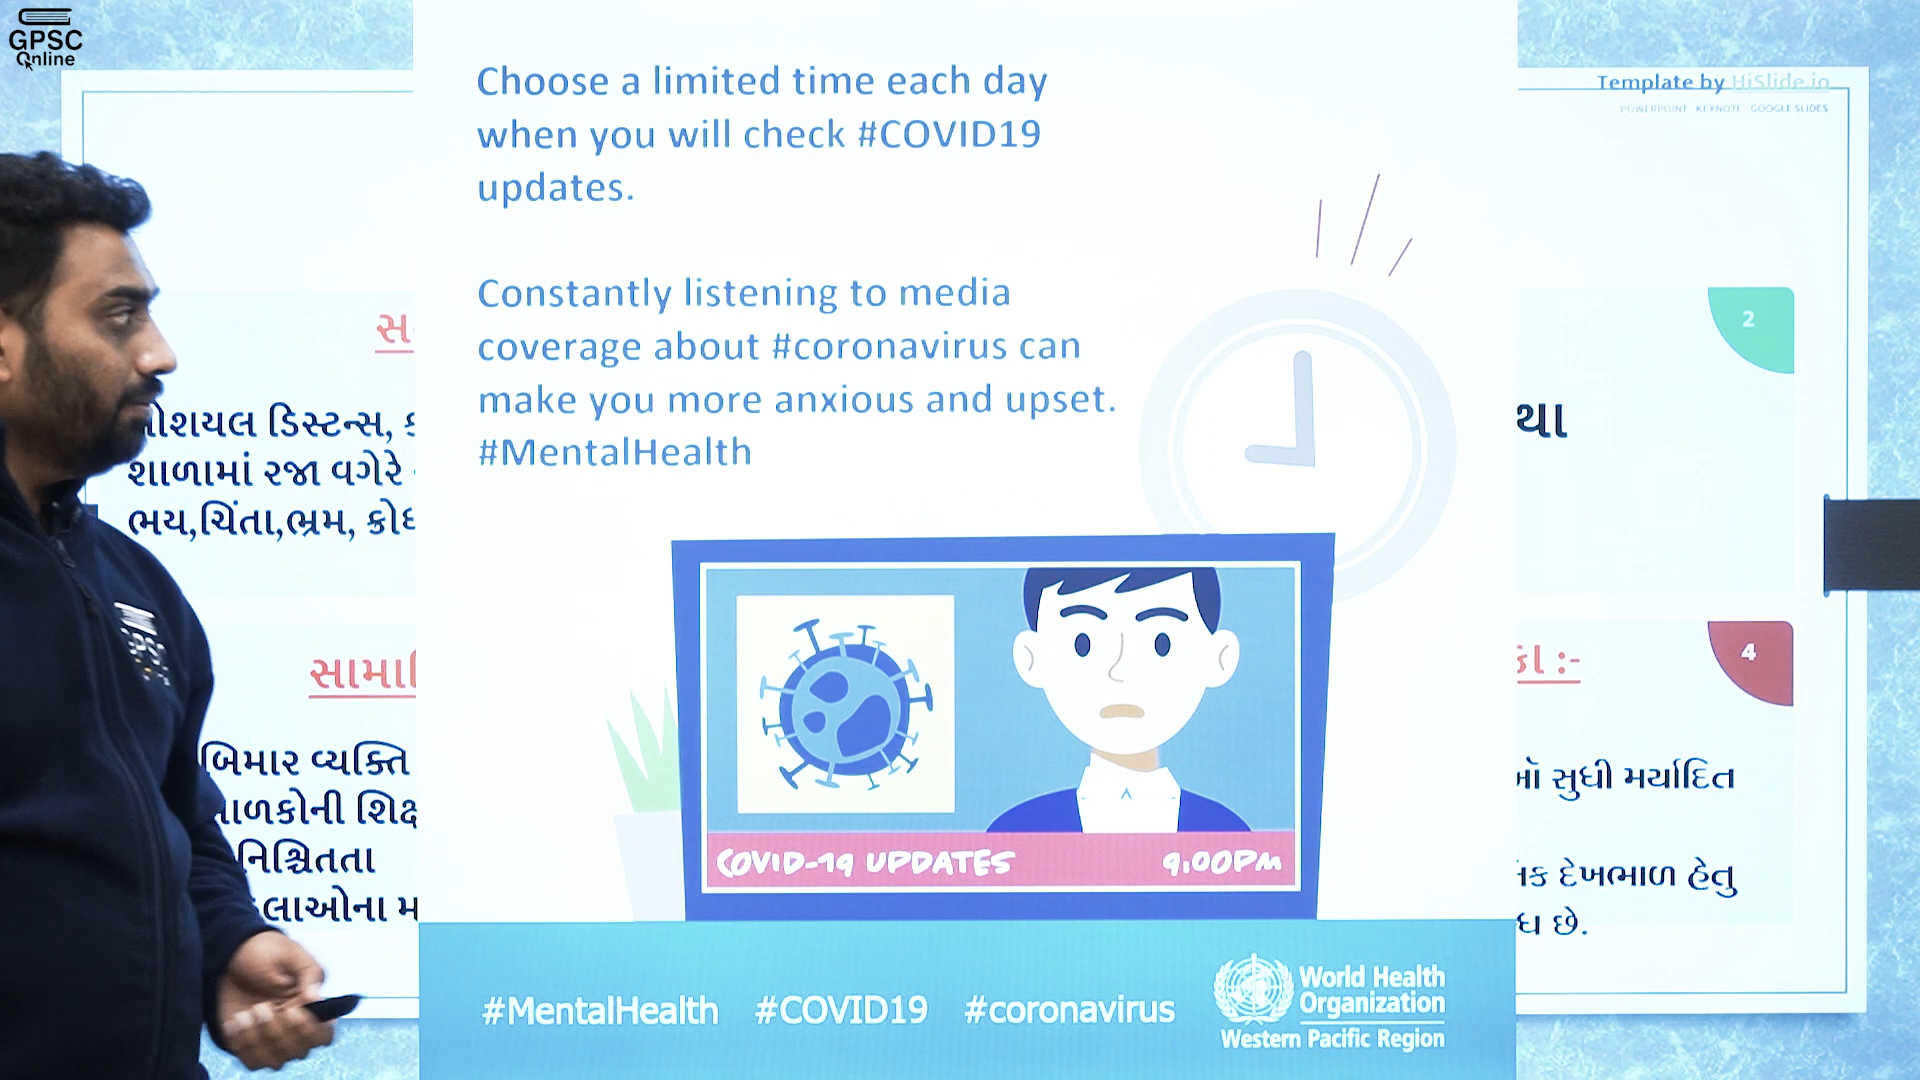 GPSC
Online
Template by HiSlide.io
POWERPOINT KEYNOTE GOOGLE SLIDES
Choose a limited time each day
when you will check #COVID19
updates.
Constantly listening to media
coverage about #coronavirus can
make you more anxious and upset.
#MentalHealth
2
ડિસ્ટન્સ,
શાળામાં રજા વગેરે
ભય,ચિંતા,ભ્રમ,
થા
4
:-
બિમાર વ્યક્તિ
નિશ્ચિતતા
સુધી મર્યાદિત
દેખભાળ હેતુ
છે.
COVID-19 UPDATES 9:00PM
#MentalHealth #COVID19 #coronavirus
World Health
Organization
Western Pacific Region